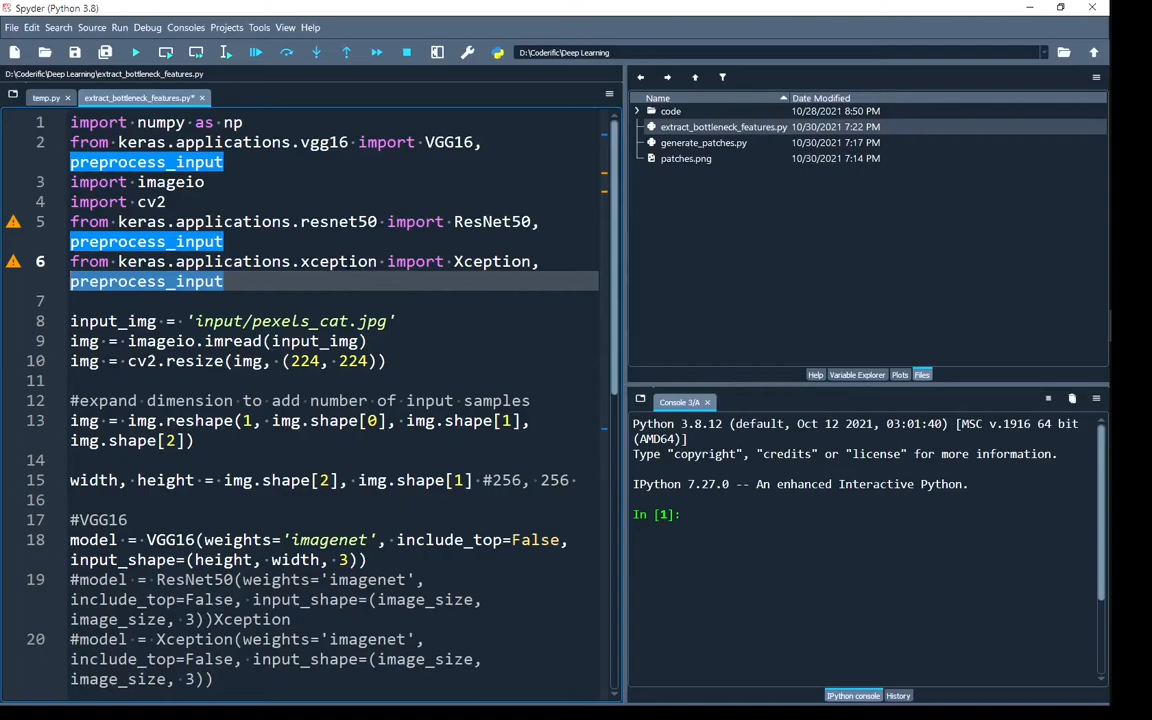 Spyder (Python 3.8)
File Edit Search Source Run Debug Consoles Projects Tools View Help
D:\Coderific\Deep Learning
D:\Coderific\Deep Learning\extract_bottleneck_features.py
temp.py
extract_bottleneck_features.py*
1 import numpy as np
2 from keras.applications.vgg16 import VGG16,
preprocess_input
3 import imageio
4 import cv2
5 from keras.applications.resnet50 import ResNet50,
preprocess_input
6 from keras.applications.xception import Xception,
preprocess_input
7
8 input_img = 'input/pexels_cat.jpg'
9 img = imageio.imread(input_img)
10 img = cv2.resize(img, (224, 224))
11
12 #expand dimension to add number of input samples
13 img = img.reshape(1, img.shape[0], img.shape[1],
img.shape[2])
14
15 width, height = img.shape[2], img.shape[1] #256, 256
16
17 #VGG16
18 model = VGG16(weights='imagenet', include_top=False,
input_shape=(height, width, 3))
19 #model = ResNet50(weights='imagenet',
include_top=False, input_shape=(image_size,
image_size, 3))Xception
20 #model = Xception(weights='imagenet',
include_top=False, input_shape=(image_size,
image_size, 3))
Name Date Modified
code 10/28/2021 8:50 PM
extract_bottleneck_features.py 10/30/2021 7:22 PM
generate_patches.py 10/30/2021 7:17 PM
patches.png 10/30/2021 7:14 PM
Help Variable Explorer Plots Files
Console 3/A
Python 3.8.12 (default, Oct 12 2021, 03:01:40) [MSC v.1916 64 bit
(AMD64)]
Type "copyright", "credits" or "license" for more information.
IPython 7.27.0 -- An enhanced Interactive Python.
In [1]:
IPython console History